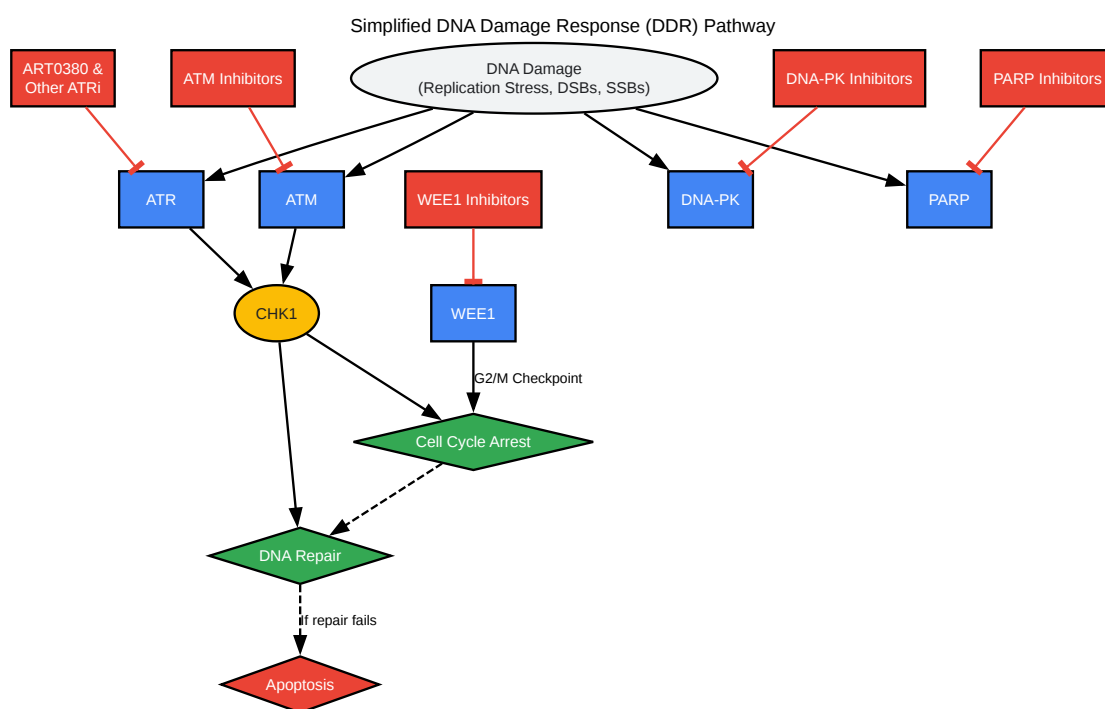 Simplified DNA Damage Response (DDR) Pathway
ART0380 &
Other ATRi
ATM Inhibitors
DNA Damage
(Replication Stress, DSBs, SSBs)
DNA-PK Inhibitors
PARP Inhibitors
ATR
ATM
WEE1 Inhibitors
DNA-PK
PARP
CHK1
WEE1
G2/M Checkpoint
Cell Cycle Arrest
DNA Repair
If repair fails
Apoptosis